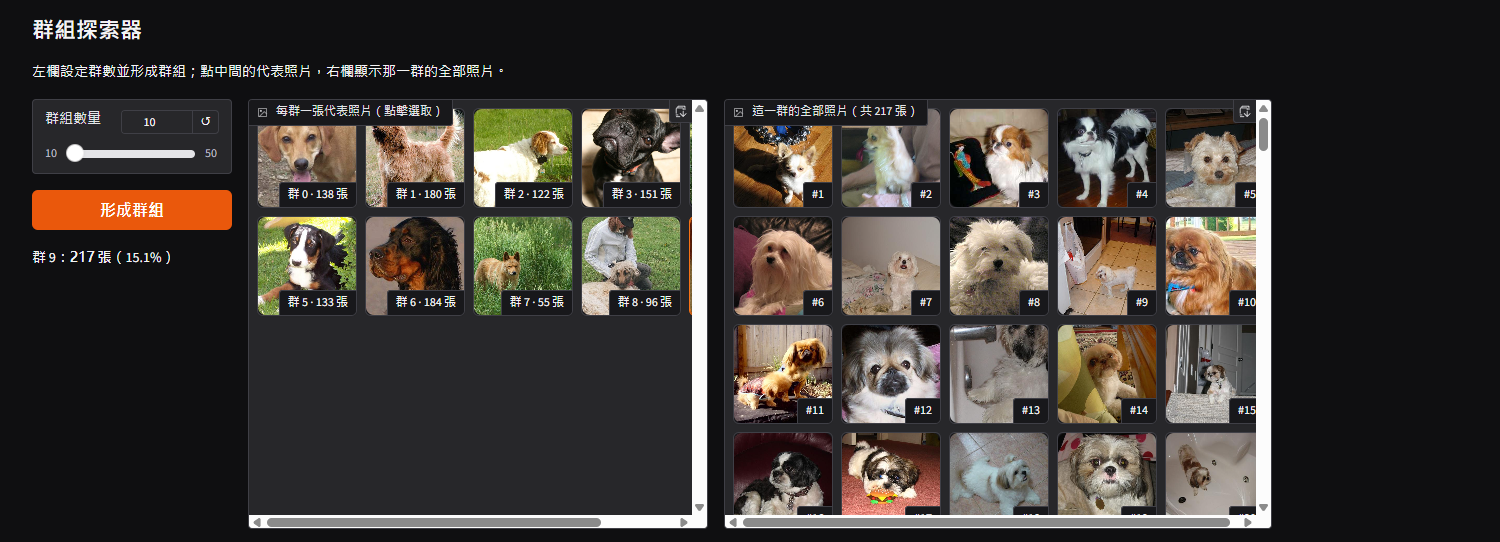 群組探索器
左欄設定群數並形成群組；點中間的代表照片，右欄顯示那一群的全部照片。
群組數量
10
↺
10
50
形成群組
群 9：217 張（15.1%）
每群一張代表照片（點擊選取）
群 0 · 138 張
群 1 · 180 張
群 2 · 122 張
群 3 · 151 張
群 5 · 133 張
群 6 · 184 張
群 7 · 55 張
群 8 · 96 張
這一群的全部照片（共 217 張）
#1
#2
#3
#4
#5
#6
#7
#8
#9
#10
#11
#12
#13
#14
#15